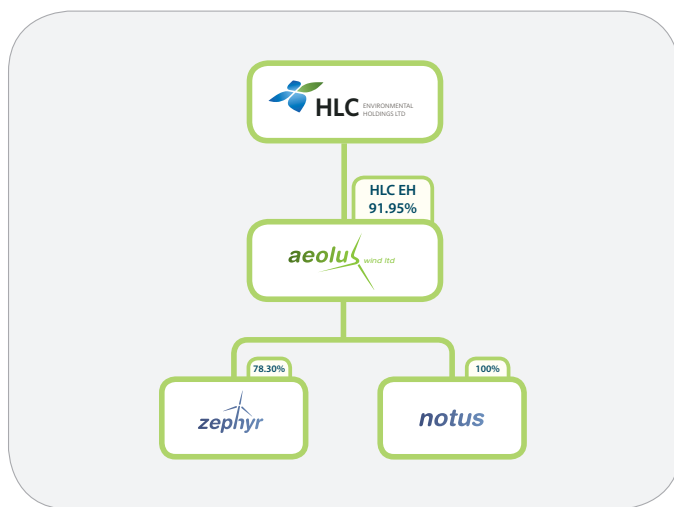 HLC ENVIRONMENTAL
HOLDINGS LTD
HLC EH
91.95%
aeolus wind ltd
78.30%
100%
zephyr
notus